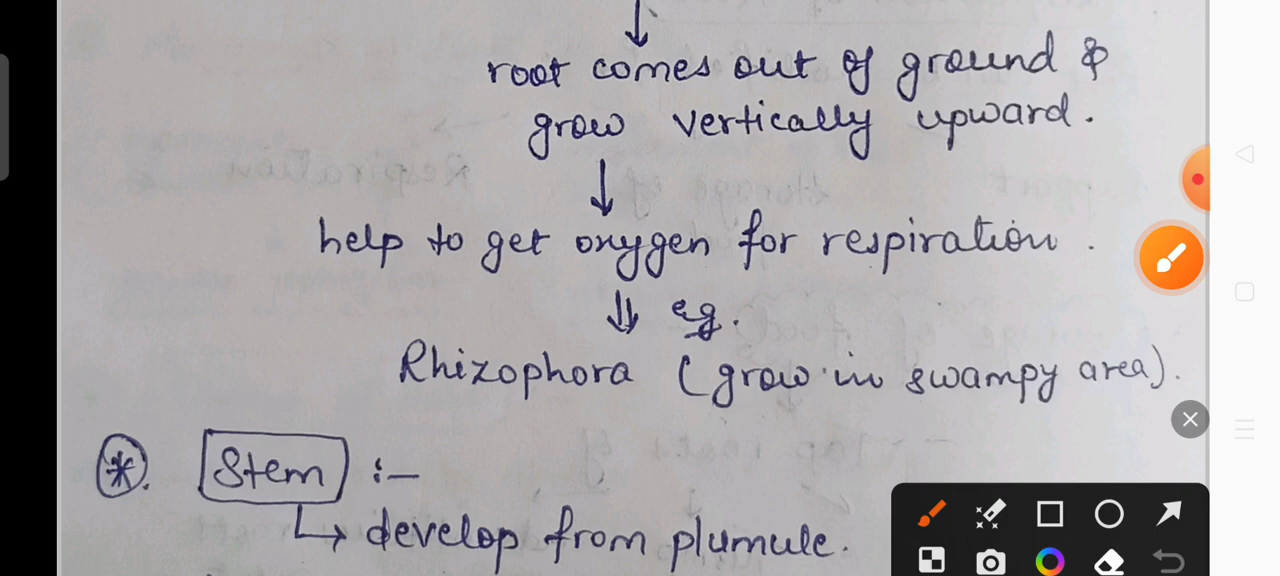 ↓
root comes out of ground &
grow vertically upward.
↓
help to get oxygen for respiration.
⇓ eg.
Rhizophora (grow in swampy area).
*. Stem :-
↳ develop from plumule.